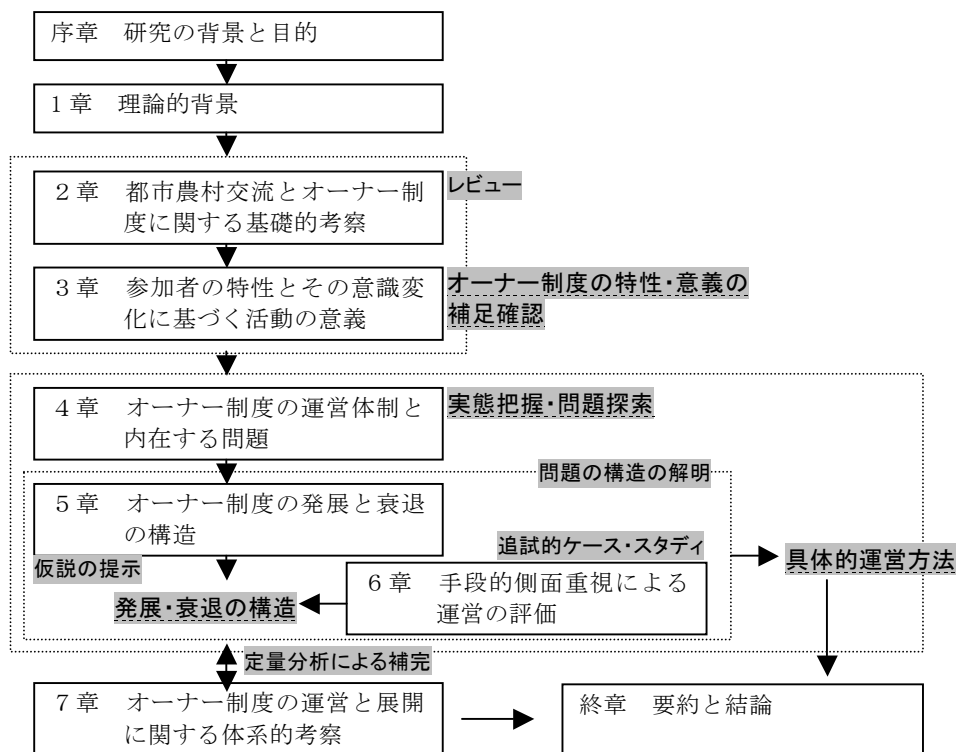 序章　研究の背景と目的
1章　理論的背景
2章　都市農村交流とオーナー制
度に関する基礎的考察
レビュー
3章　参加者の特性とその意識変
化に基づく活動の意義
オーナー制度の特性・意義の
補足確認
4章　オーナー制度の運営体制と
内在する問題
実態把握・問題探索
問題の構造の解明
5章　オーナー制度の発展と衰退
の構造
追試的ケース・スタディ
仮説の提示
具体的運営方法
6章　手段的側面重視による
運営の評価
発展・衰退の構造
定量分析による補完
7章　オーナー制度の運営と展開
に関する体系的考察
終章　要約と結論